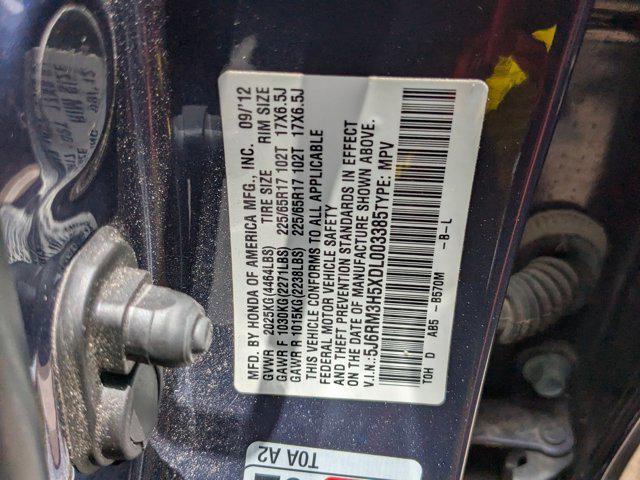 MFD. BY HONDA OF AMERICA MFG., INC. 09/12
GVWR 2025KG(4464LBS) TIRE SIZE RIM SIZE
GAWR F 1030KG(2271LBS) 225/65R17 102T 17X6.5J
GAWR R 1015KG(2238LBS) 225/65R17 102T 17X6.5J
THIS VEHICLE CONFORMS TO ALL APPLICABLE
FEDERAL MOTOR VEHICLE SAFETY
AND THEFT PREVENTION STANDARDS IN EFFECT
ON THE DATE OF MANUFACTURE SHOWN ABOVE.
V.I.N.:5J6RM3H5XDL003385TYPE: MPV
TOH D AB5 -B570M -B-L
T0A A2